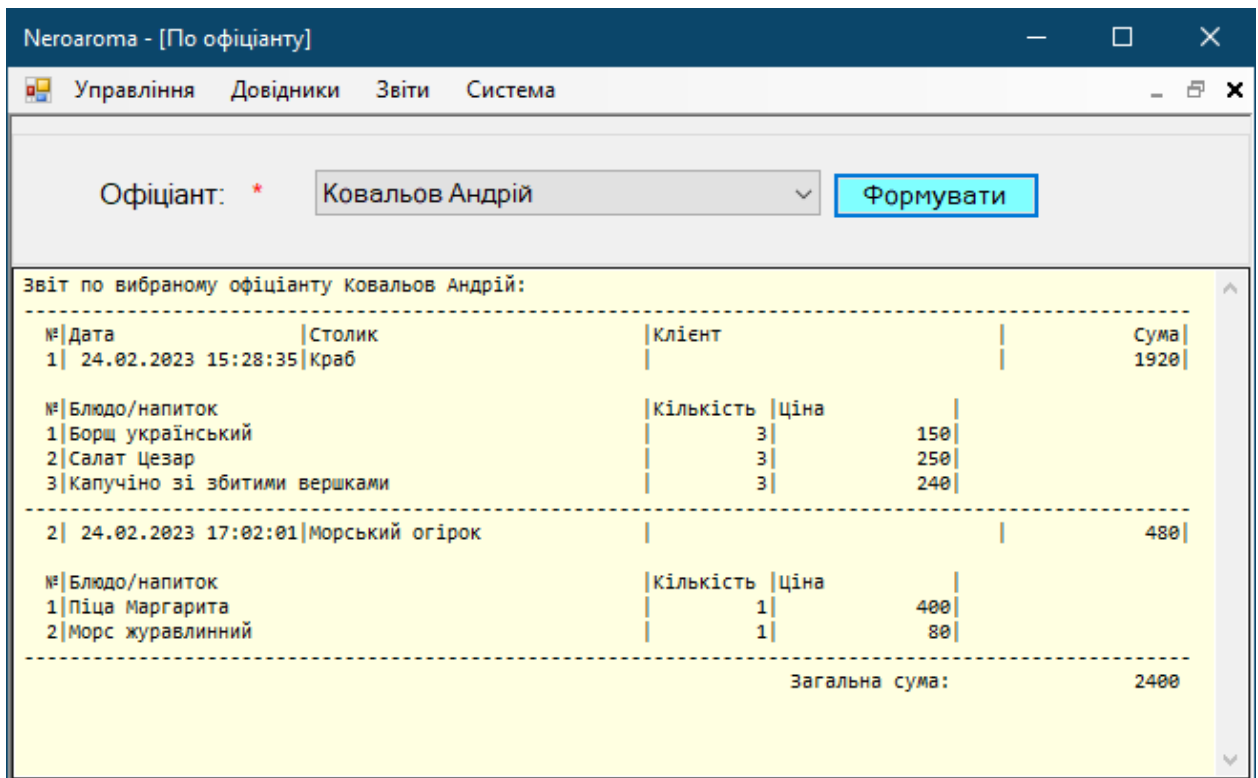 Neroaroma - [По офіціанту]
Управління Довідники Звіти Система
Офіціант: * Ковальов Андрій Формувати
Звіт по вибраному офіціанту Ковальов Андрій:
--------------------------------------------------------------------------------------------------
№|Дата |Столик |Клієнт | Сума|
1| 24.02.2023 15:28:35|Краб | | 1920|
№|Блюдо/напиток |Кількість |Ціна |
1|Борщ український | 3| 150|
2|Салат Цезар | 3| 250|
3|Капучіно зі збитими вершками | 3| 240|
--------------------------------------------------------------------------------------------------
2| 24.02.2023 17:02:01|Морський огірок | | 480|
№|Блюдо/напиток |Кількість |Ціна |
1|Піца Маргарита | 1| 400|
2|Морс журавлинний | 1| 80|
--------------------------------------------------------------------------------------------------
Загальна сума: 2400